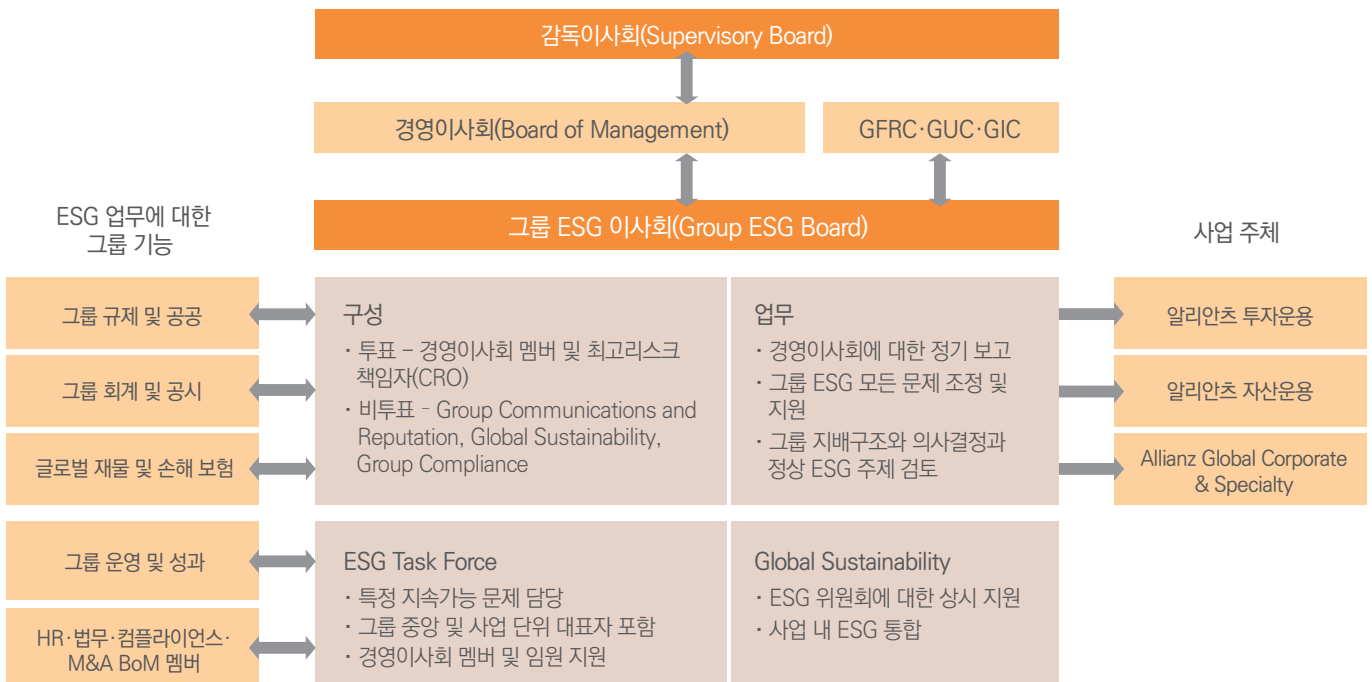 감독이사회(Supervisory Board)
경영이사회(Board of Management)
GFRC·GUC·GIC
그룹 ESG 이사회(Group ESG Board)
ESG 업무에 대한
그룹 기능
그룹 규제 및 공공
그룹 회계 및 공시
글로벌 재물 및 손해 보험
그룹 운영 및 성과
HR·법무·컴플라이언스·
M&A BoM 멤버
구성
· 투표 – 경영이사회 멤버 및 최고리스크
책임자(CRO)
· 비투표 - Group Communications and
Reputation, Global Sustainability,
Group Compliance
업무
· 경영이사회에 대한 정기 보고
· 그룹 ESG 모든 문제 조정 및
지원
· 그룹 지배구조와 의사결정과
정상 ESG 주제 검토
ESG Task Force
· 특정 지속가능 문제 담당
· 그룹 중앙 및 사업 단위 대표자 포함
· 경영이사회 멤버 및 임원 지원
Global Sustainability
· ESG 위원회에 대한 상시 지원
· 사업 내 ESG 통합
사업 주체
알리안츠 투자운용
알리안츠 자산운용
Allianz Global Corporate
& Specialty